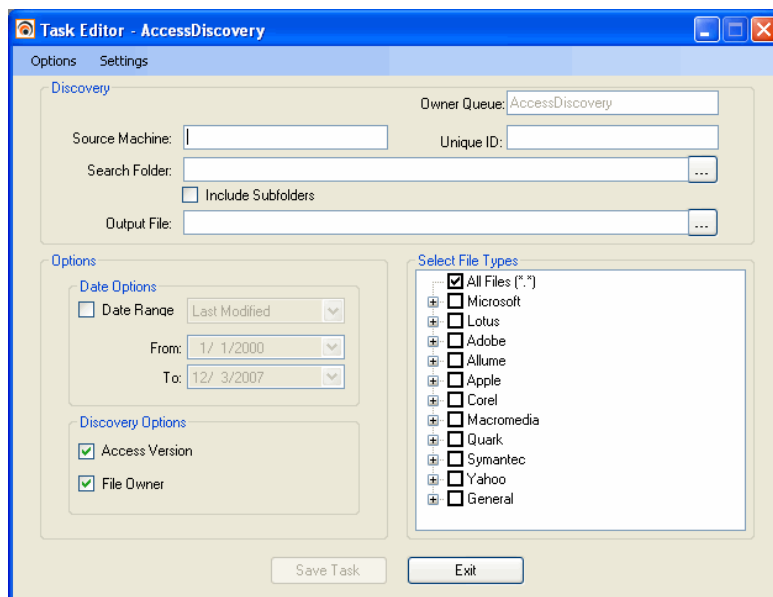 Task Editor - AccessDiscovery
Options Settings
Discovery
Owner Queue: AccessDiscovery
Source Machine: Unique ID:
Search Folder: ...
Include Subfolders
Output File: ...
Options
Date Options
Date Range Last Modified
From: 1/ 1/2000
To: 12/ 3/2007
Discovery Options
Access Version
File Owner
Select File Types
All Files (*.*)
Microsoft
Lotus
Adobe
Allume
Apple
Corel
Macromedia
Quark
Symantec
Yahoo
General
Save Task Exit